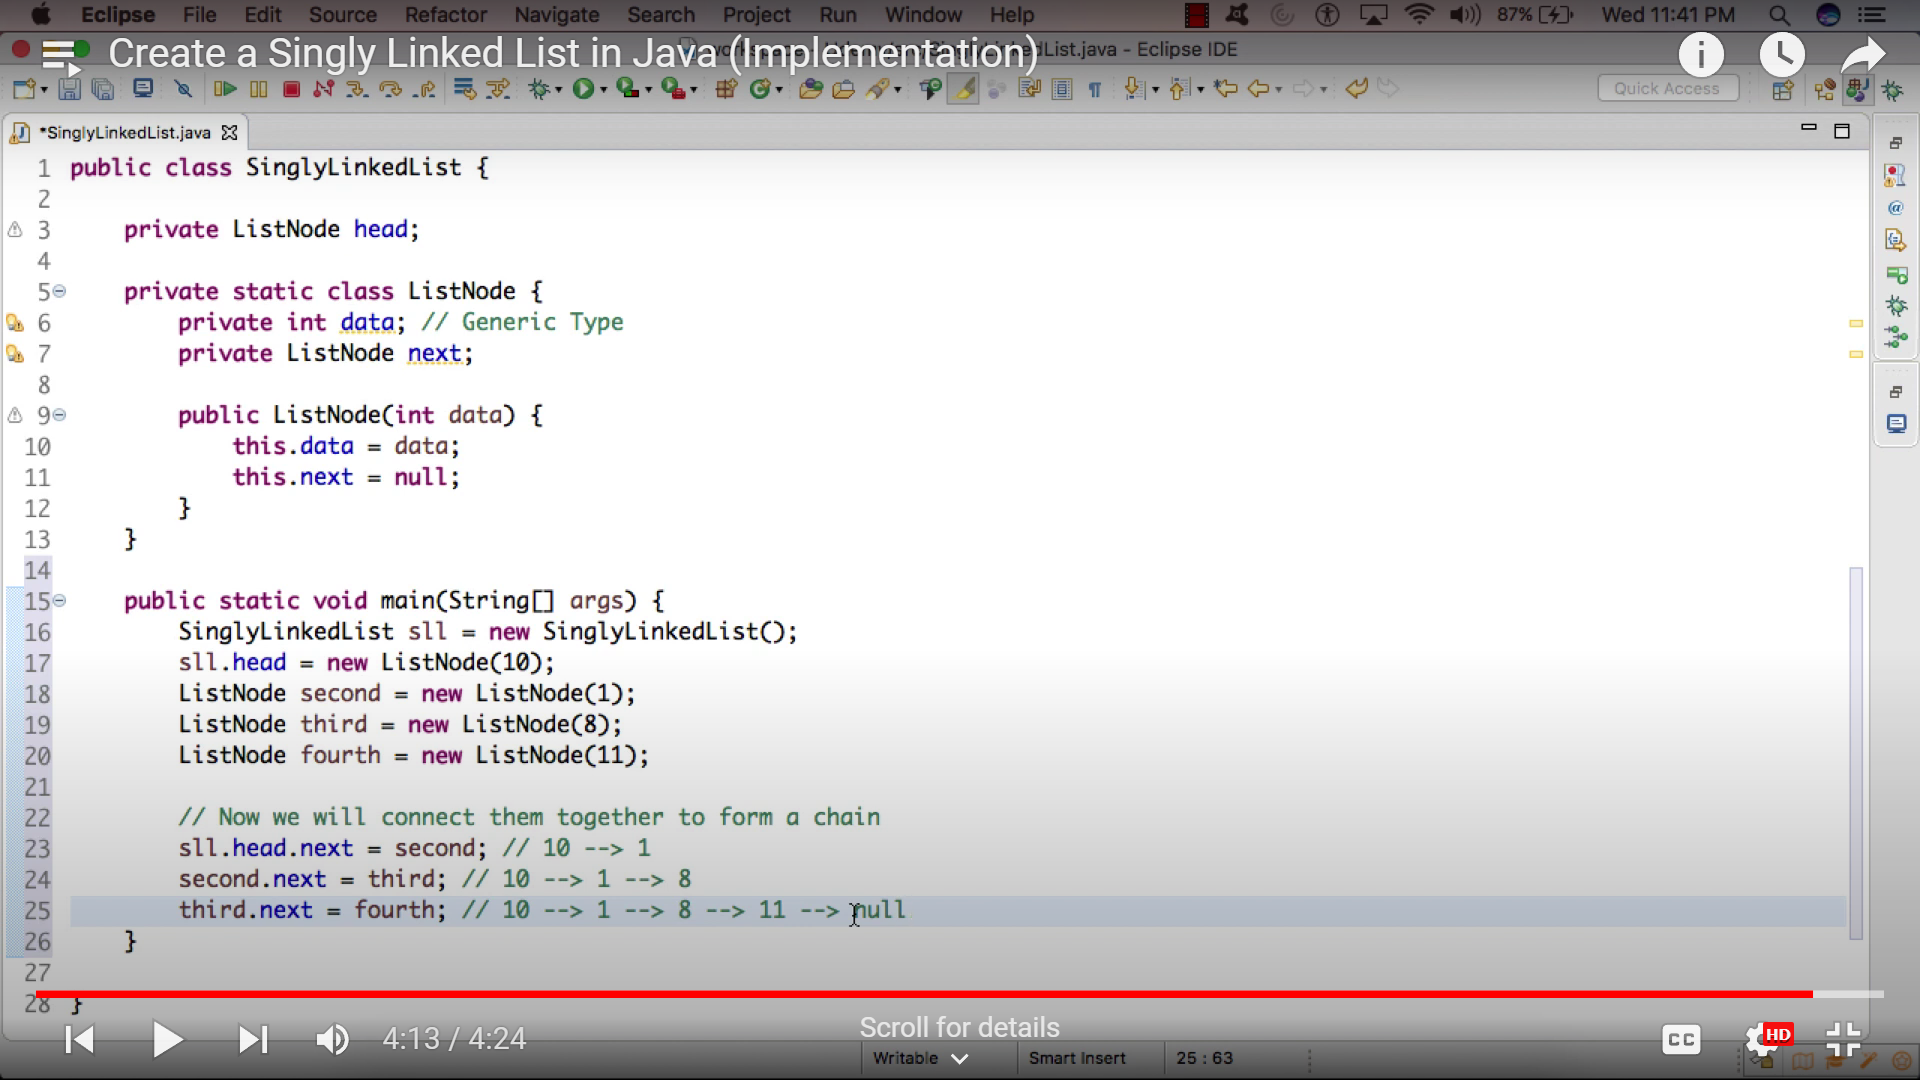 Eclipse File Edit Source Refactor Navigate Search Project Run Window Help 87% Wed 11:41 PM
Create a Singly Linked List in Java (Implementation)
List.java - Eclipse IDE
Quick Access
*SinglyLinkedList.java
1 public class SinglyLinkedList {
2
3 private ListNode head;
4
5 private static class ListNode {
6 private int data; // Generic Type
7 private ListNode next;
8
9 public ListNode(int data) {
10 this.data = data;
11 this.next = null;
12 }
13 }
14
15 public static void main(String[] args) {
16 SinglyLinkedList sll = new SinglyLinkedList();
17 sll.head = new ListNode(10);
18 ListNode second = new ListNode(1);
19 ListNode third = new ListNode(8);
20 ListNode fourth = new ListNode(11);
21
22 // Now we will connect them together to form a chain
23 sll.head.next = second; // 10 --> 1
24 second.next = third; // 10 --> 1 --> 8
25 third.next = fourth; // 10 --> 1 --> 8 --> 11 --> null
26 }
27
28 }
4:13 / 4:24
Scroll for details
CC HD
Writable Smart Insert 25 : 63